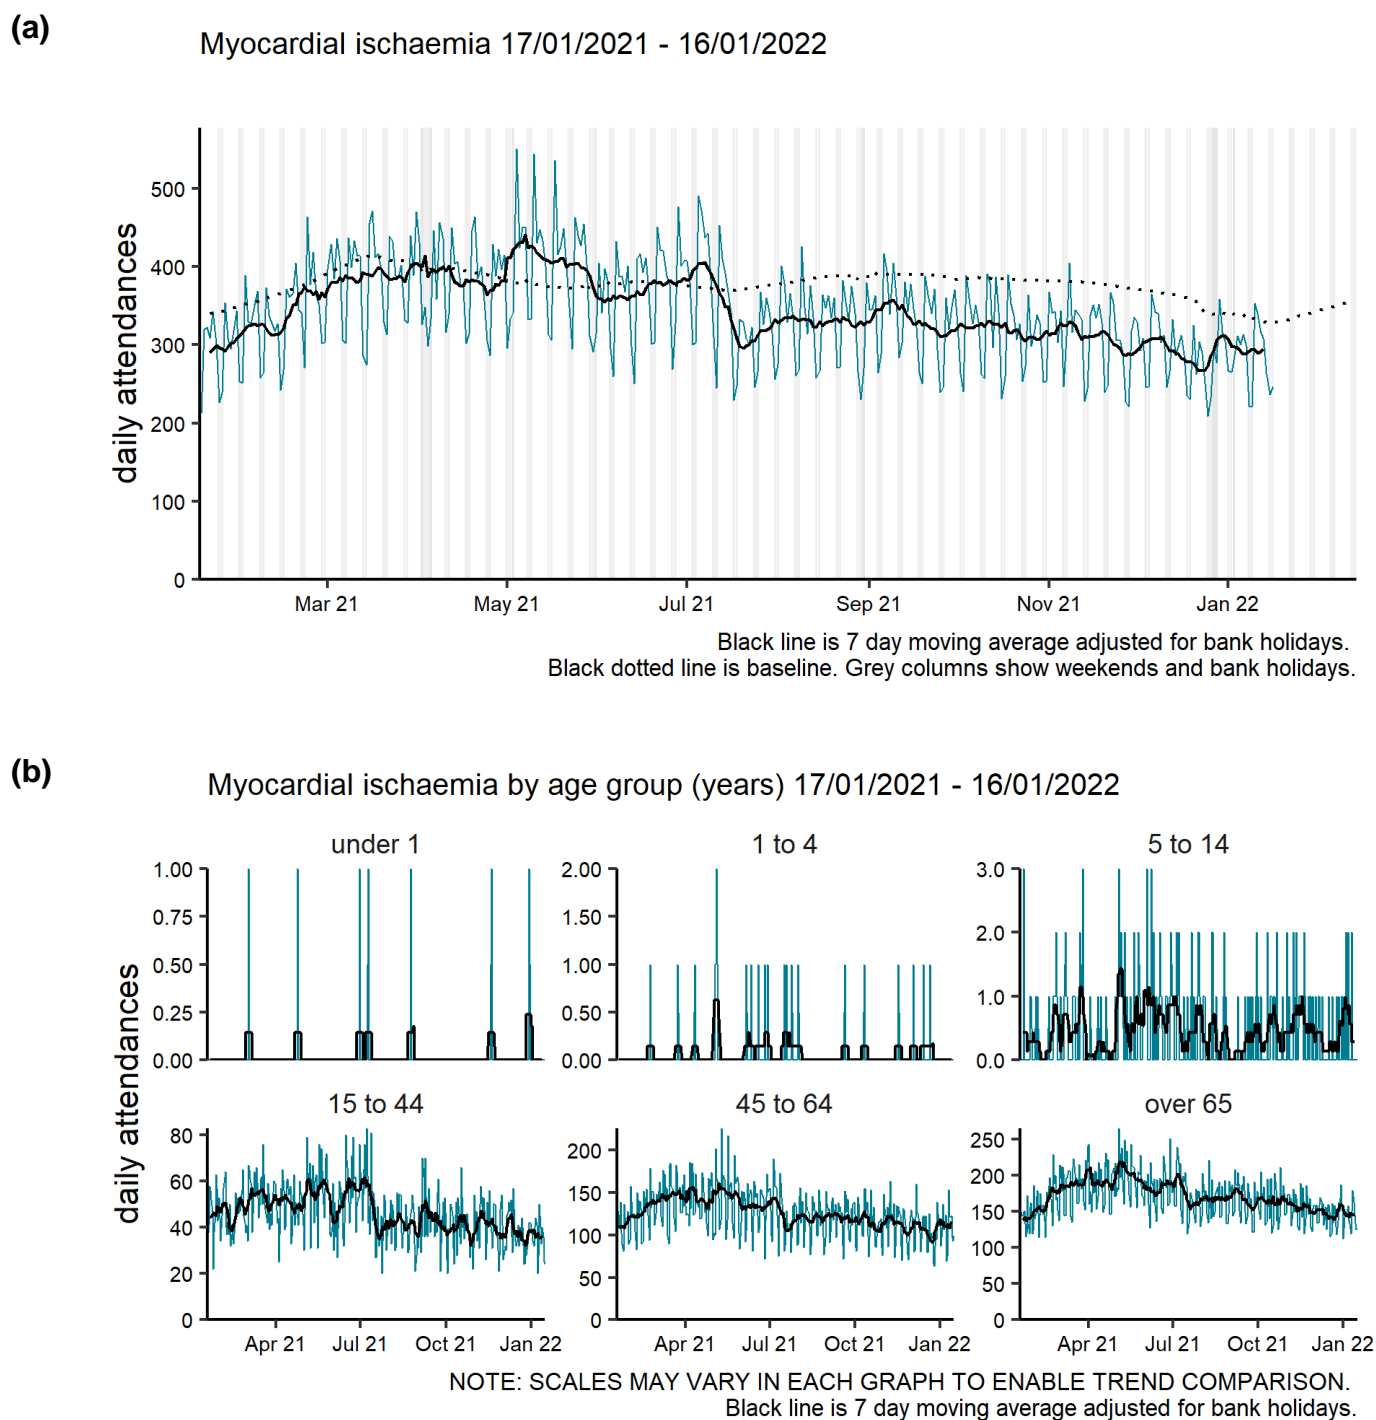 (a)
Myocardial ischaemia 17/01/2021 - 16/01/2022
daily attendances
500
400
300
200
100
0
Mar 21
May 21
Jul 21
Sep 21
Nov 21
Jan 22
Black line is 7 day moving average adjusted for bank holidays.
Black dotted line is baseline. Grey columns show weekends and bank holidays.
(b)
Myocardial ischaemia by age group (years) 17/01/2021 - 16/01/2022
daily attendances
under 1
1.00
0.75
0.50
0.25
0.00
1 to 4
2.00
1.50
1.00
0.50
0.00
5 to 14
3.0
2.0
1.0
0.0
15 to 44
80
60
40
20
0
Apr 21
Jul 21
Oct 21
Jan 22
45 to 64
200
150
100
50
0
Apr 21
Jul 21
Oct 21
Jan 22
over 65
250
200
150
100
50
0
Apr 21
Jul 21
Oct 21
Jan 22
NOTE: SCALES MAY VARY IN EACH GRAPH TO ENABLE TREND COMPARISON.
Black line is 7 day moving average adjusted for bank holidays.